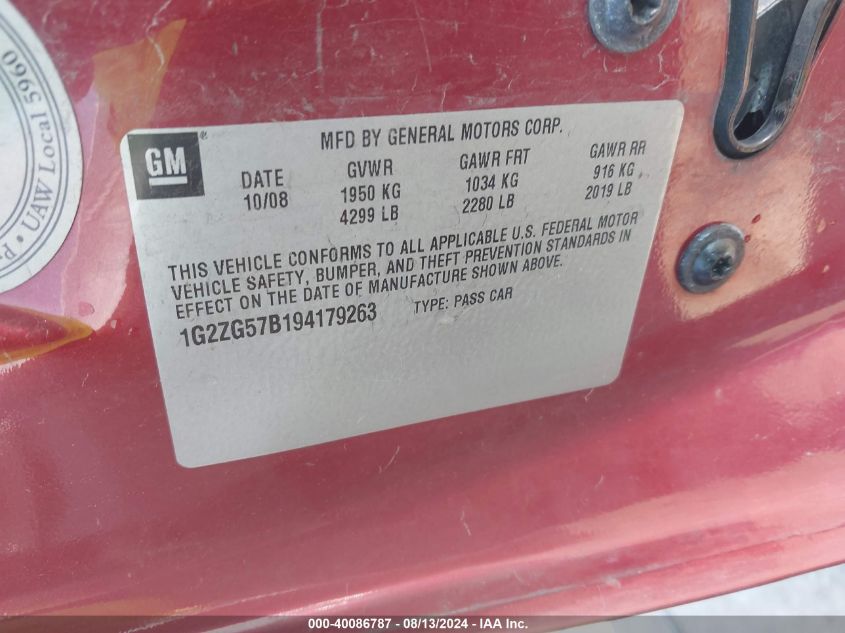 UAW Local 5960
GM
MFD BY GENERAL MOTORS CORP.
DATE GVWR GAWR FRT GAWR RR
10/08 1950 KG 1034 KG 916 KG
4299 LB 2280 LB 2019 LB
THIS VEHICLE CONFORMS TO ALL APPLICABLE U.S. FEDERAL MOTOR
VEHICLE SAFETY, BUMPER, AND THEFT PREVENTION STANDARDS IN
EFFECT ON THE DATE OF MANUFACTURE SHOWN ABOVE.
1G2ZG57B194179263 TYPE: PASS CAR
000-40086787 - 08/13/2024 - IAA Inc.